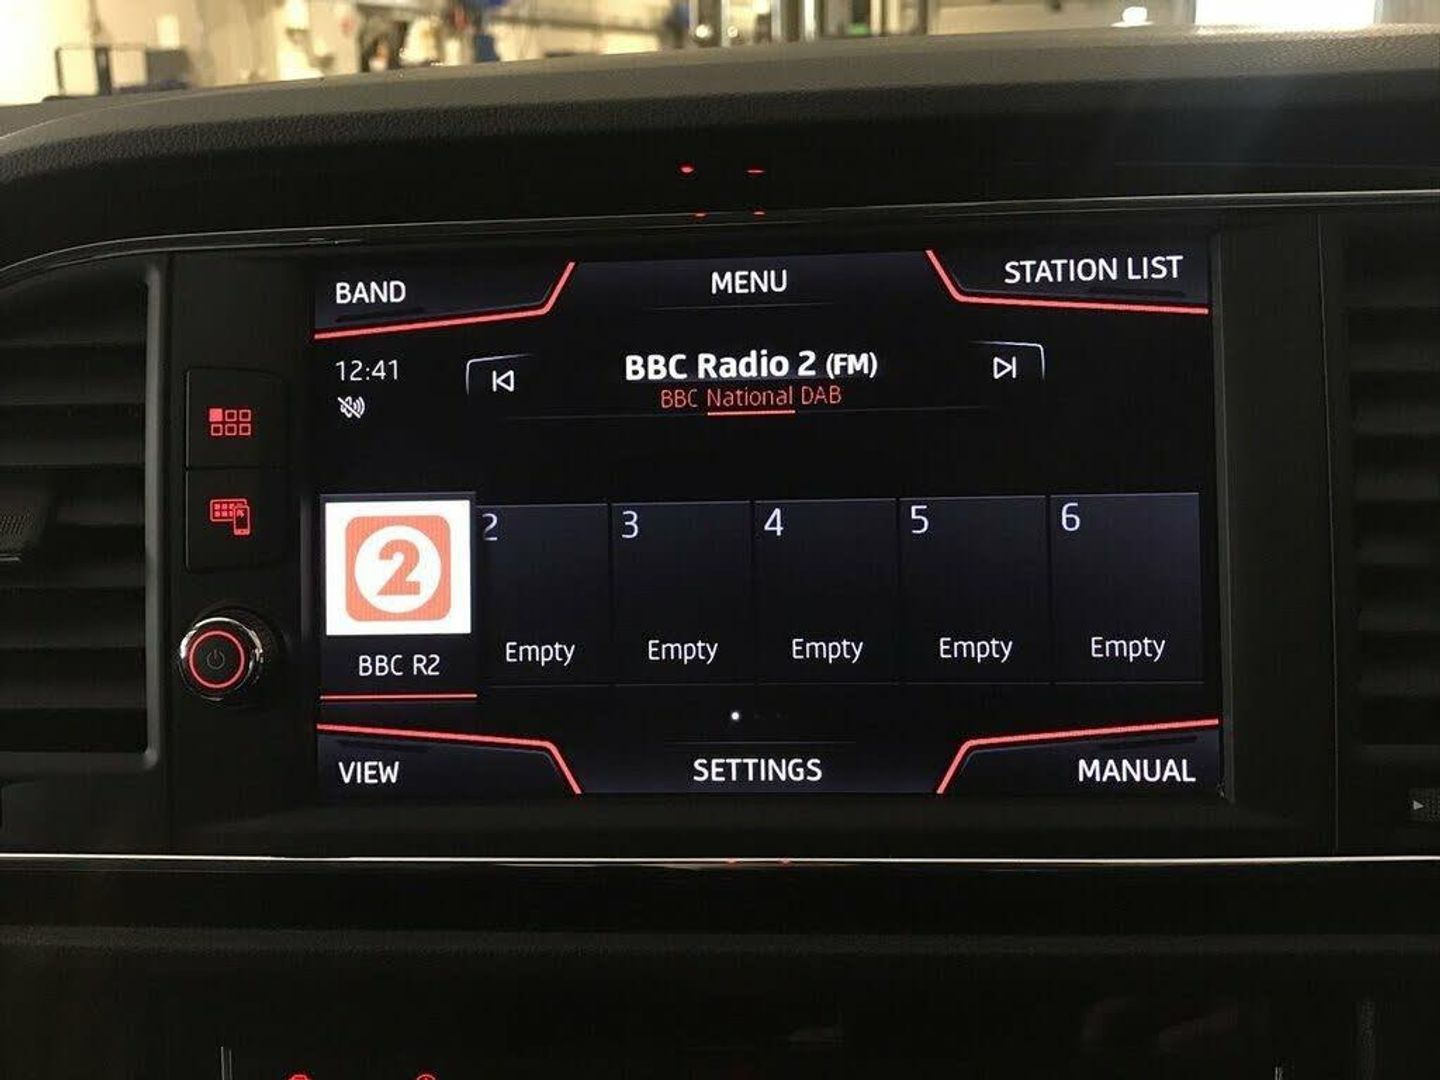 BAND
MENU
STATION LIST
12:41
BBC Radio 2 (FM)
BBC National DAB
2
BBC R2
2
Empty
3
Empty
4
Empty
5
Empty
6
Empty
VIEW
SETTINGS
MANUAL